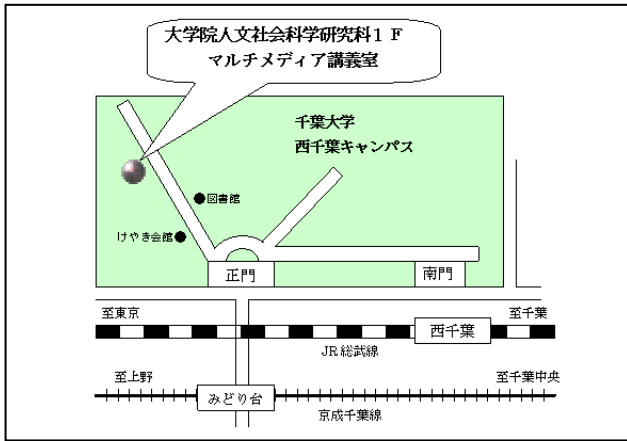 大学院人文社会科学研究科１Ｆ
マルチメディア講義室
千葉大学
西千葉キャンパス
図書館
けやき会館
正門
南門
至東京
至千葉
西千葉
JR総武線
至上野
至千葉中央
みどり台
京成千葉線